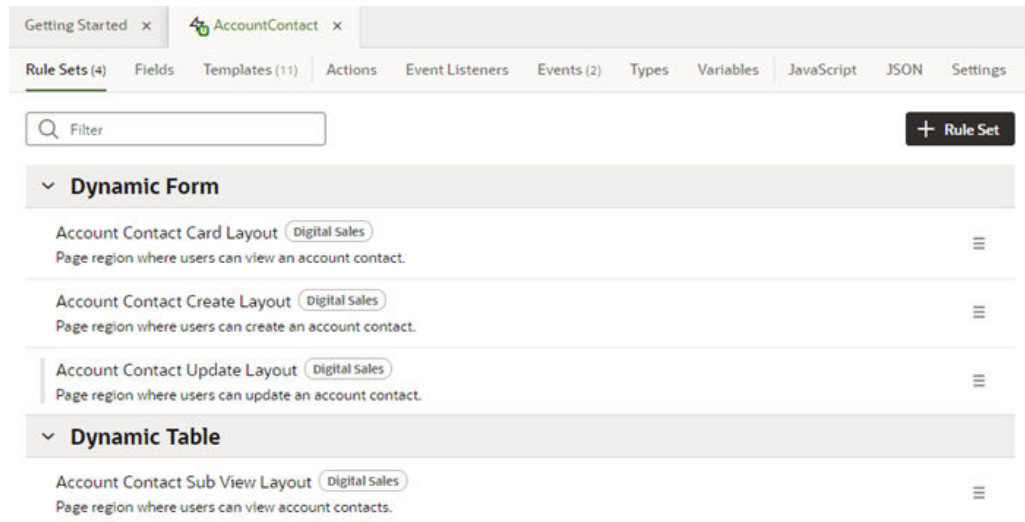 Getting Started × AccountContact ×
Rule Sets (4) Fields Templates (11) Actions Event Listeners Events (2) Types Variables JavaScript JSON Settings
Filter + Rule Set
Dynamic Form
Account Contact Card Layout Digital Sales
Page region where users can view an account contact.
Account Contact Create Layout Digital Sales
Page region where users can create an account contact.
Account Contact Update Layout Digital Sales
Page region where users can update an account contact.
Dynamic Table
Account Contact Sub View Layout Digital Sales
Page region where users can view account contacts.